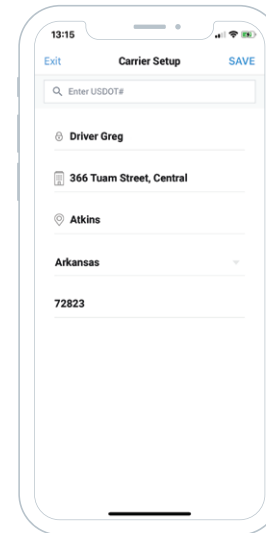 13:15
Exit Carrier Setup SAVE
Enter USDOT#
Driver Greg
366 Tuam Street, Central
Atkins
Arkansas
72823